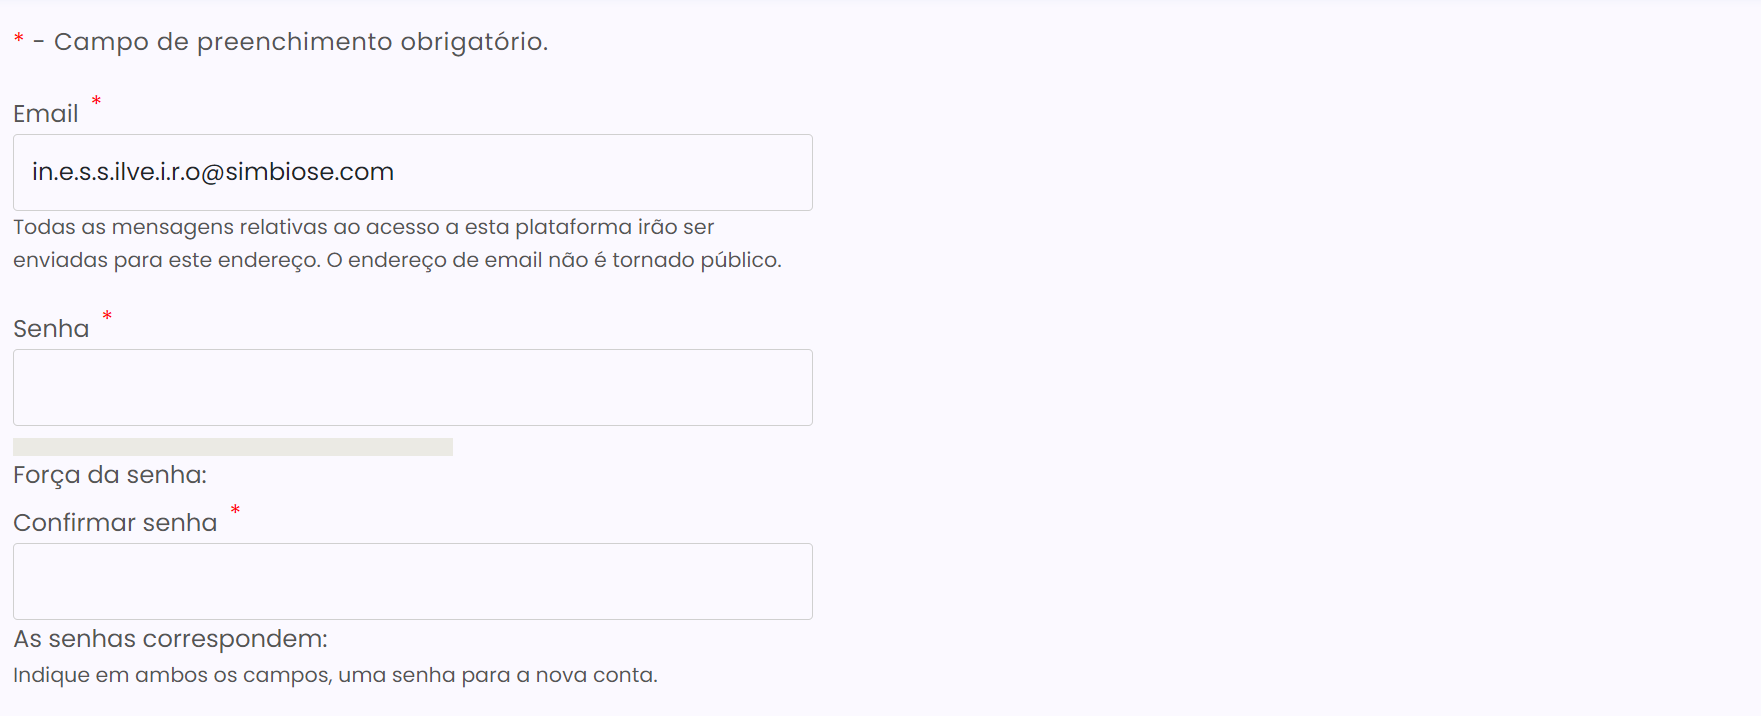 * - Campo de preenchimento obrigatório.
Email *
in.e.s.s.ilve.i.r.o@simbiose.com
Todas as mensagens relativas ao acesso a esta plataforma irão ser
enviadas para este endereço. O endereço de email não é tornado público.
Senha *
Força da senha:
Confirmar senha *
As senhas correspondem:
Indique em ambos os campos, uma senha para a nova conta.